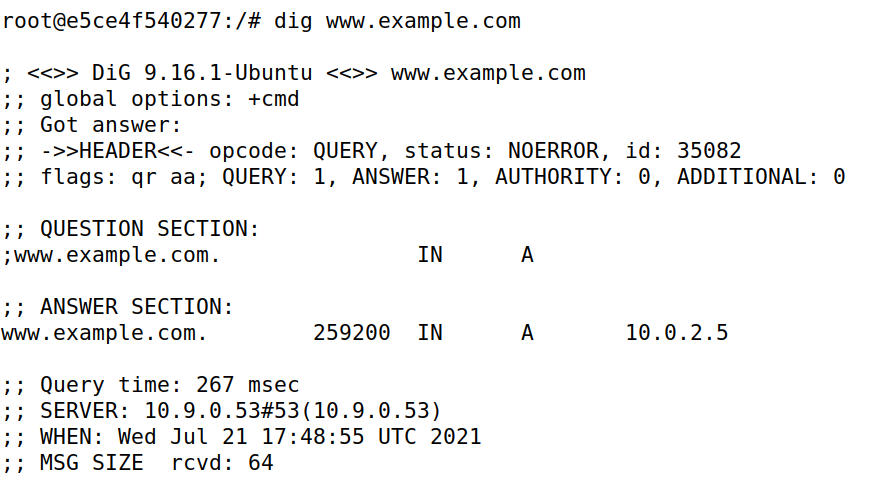 root@e5ce4f540277:/# dig www.example.com
; <<>> DiG 9.16.1-Ubuntu <<>> www.example.com
;; global options: +cmd
;; Got answer:
;; ->>HEADER<<- opcode: QUERY, status: NOERROR, id: 35082
;; flags: qr aa; QUERY: 1, ANSWER: 1, AUTHORITY: 0, ADDITIONAL: 0
;; QUESTION SECTION:
;www.example.com. IN A
;; ANSWER SECTION:
www.example.com. 259200 IN A 10.0.2.5
;; Query time: 267 msec
;; SERVER: 10.9.0.53#53(10.9.0.53)
;; WHEN: Wed Jul 21 17:48:55 UTC 2021
;; MSG SIZE  rcvd: 64